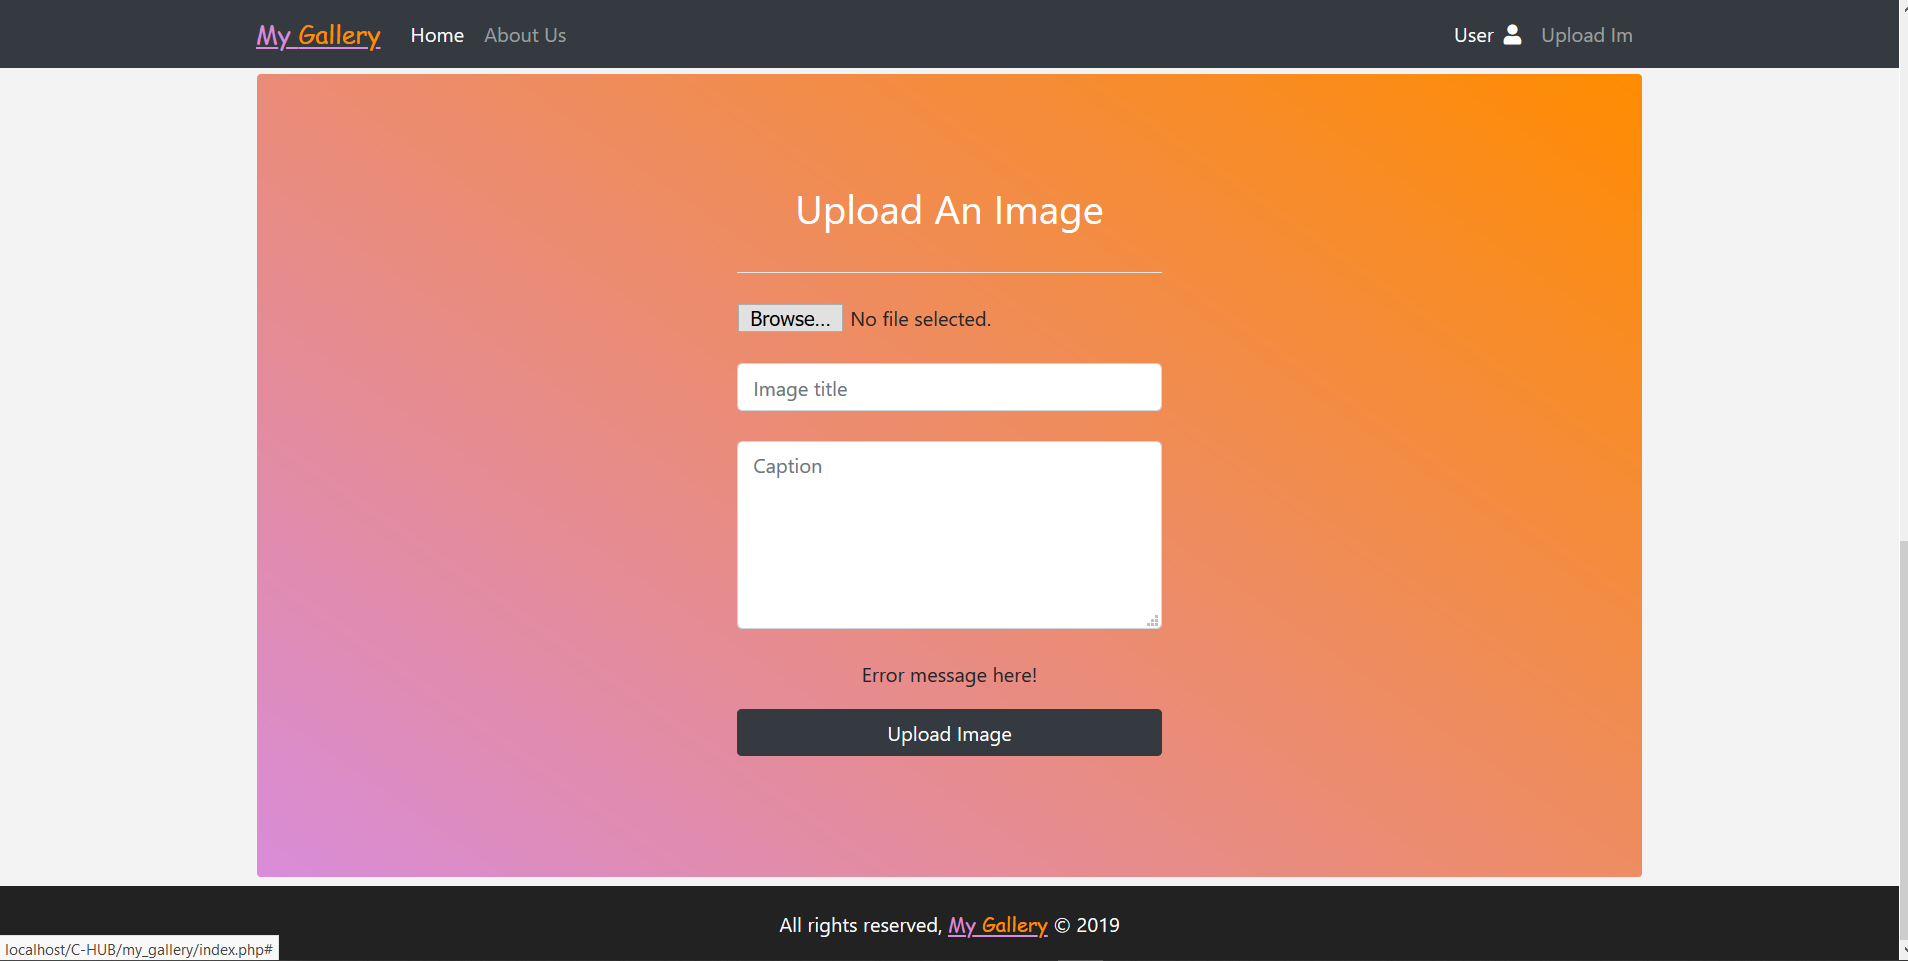 My Gallery Home About Us User Upload Im
Upload An Image
Browse... No file selected.
Image title
Caption
Error message here!
Upload Image
All rights reserved, My Gallery © 2019
localhost/C-HUB/my_gallery/index.php#